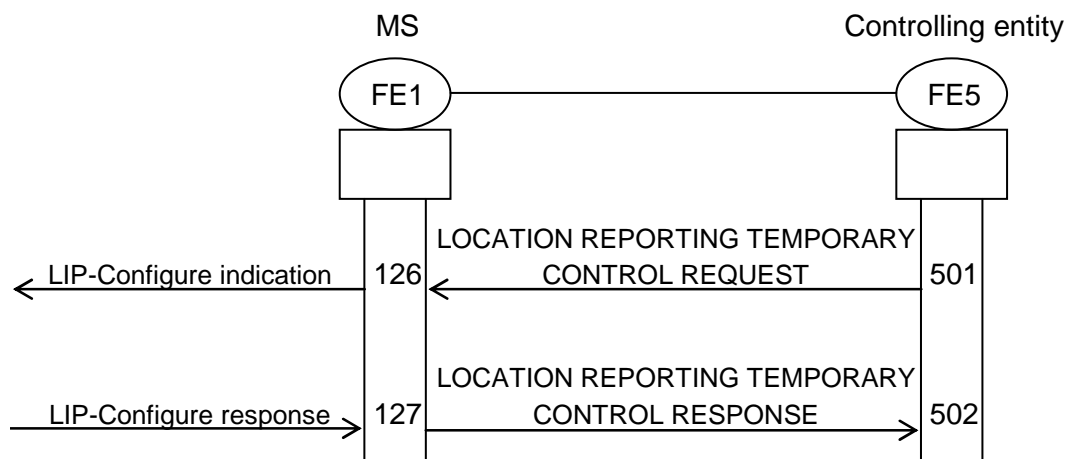 MS Controlling entity
FE1 FE5
LOCATION REPORTING TEMPORARY
LIP-Configure indication 126 CONTROL REQUEST 501
LOCATION REPORTING TEMPORARY
LIP-Configure response 127 CONTROL RESPONSE 502